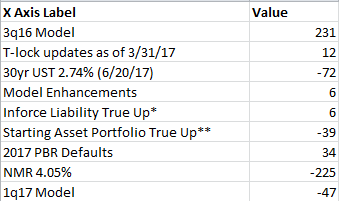 X Axis Label Value
3q16 Model 231
T-lock updates as of 3/31/17 12
30yr UST 2.74% (6/20/17) -72
Model Enhancements 6
Inforce Liability True Up* 6
Starting Asset Portfolio True Up** -39
2017 PBR Defaults 34
NMR 4.05% -225
1q17 Model -47